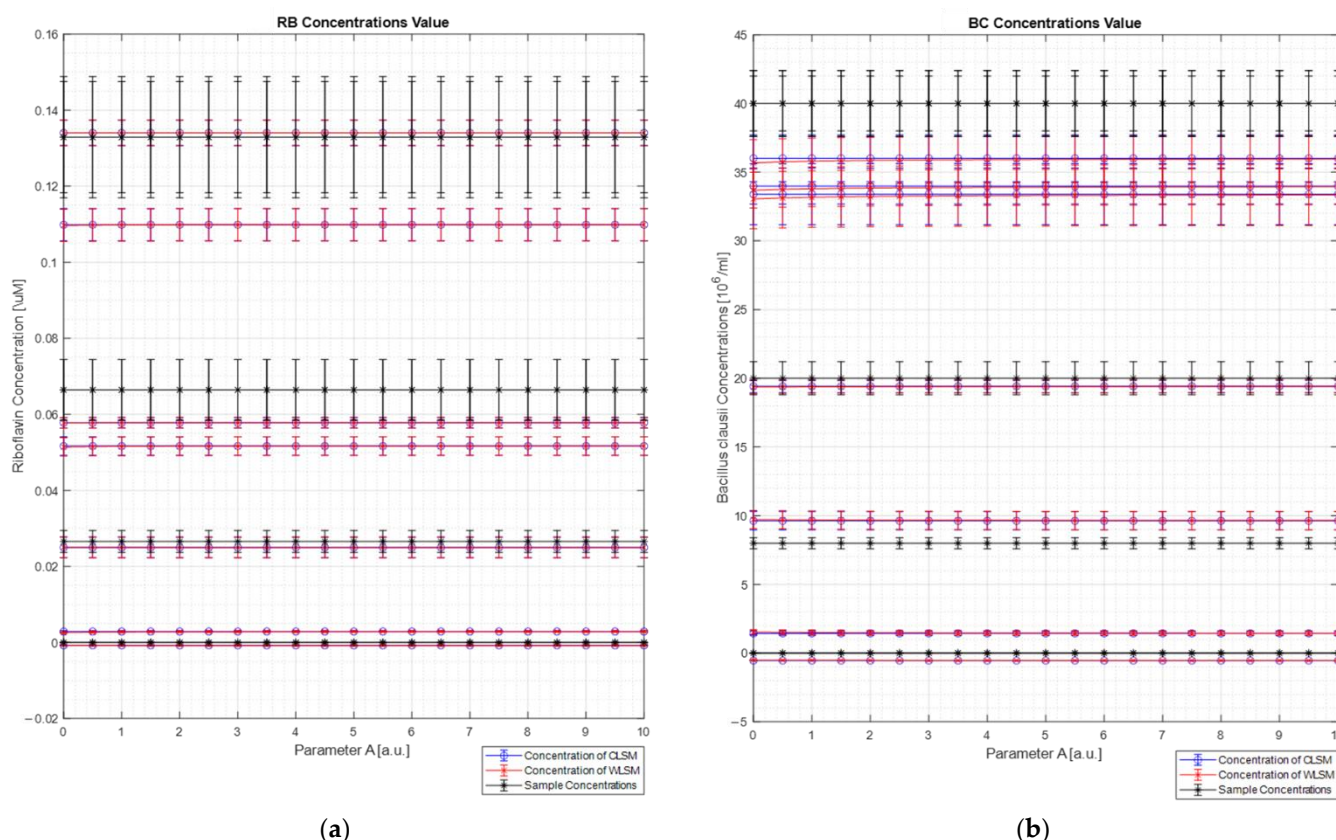 RB Concentrations Value
0.16
0.14
0.12
0.1
0.08
0.06
0.04
0.02
0
−0.02
Riboflavin Concentration [\uM]
0 1 2 3 4 5 6 7 8 9 10
Parameter A [a.u.]
Concentration of CLSM
Concentration of WLSM
Sample Concentrations
(a)
BC Concentrations Value
45
40
35
30
25
20
15
10
5
0
−5
Bacillus clausii Concentrations [10^6/ml]
0 1 2 3 4 5 6 7 8 9 1
Parameter A [a.u.]
Concentration of CLSM
Concentration of WLSM
Sample Concentrations
(b)